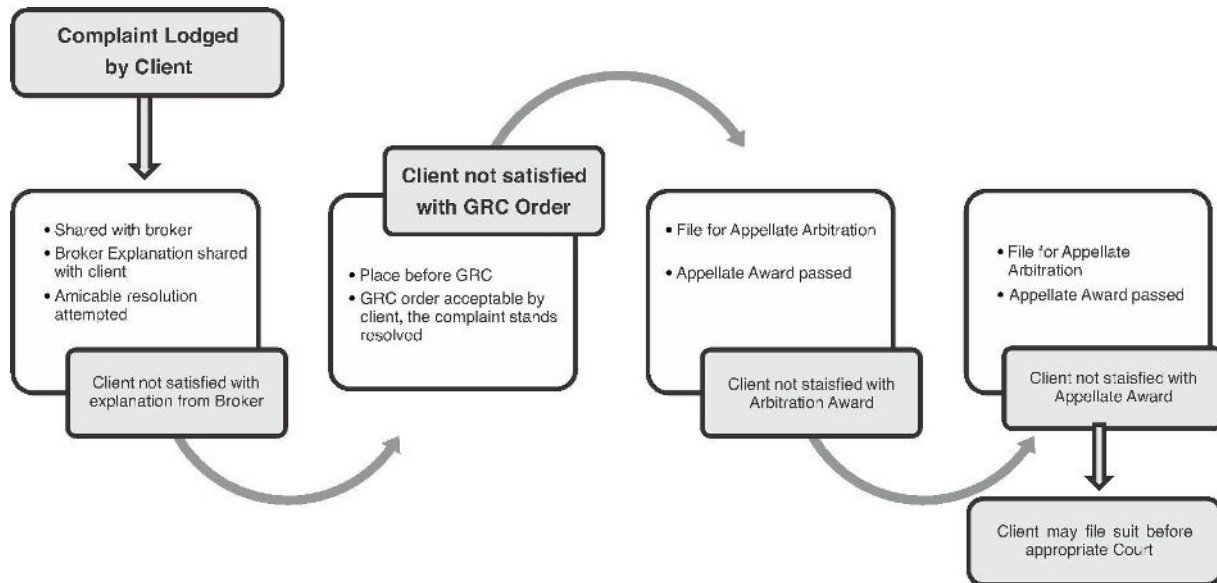 Complaint Lodged
by Client
• Shared with broker
• Broker Explanation shared
with client
• Amicable resolution
attempted
Client not satisfied with
explanation from Broker
Client not satisfied
with GRC Order
• Place before GRC
• GRC order acceptable by
client, the complaint stands
resolved
• File for Appellate Arbitration
• Appellate Award passed
Client not staisfied with
Arbitration Award
• File for Appellate
Arbitration
• Appellate Award passed
Client not staisfied with
Appellate Award
Client may file suit before
appropriate Court